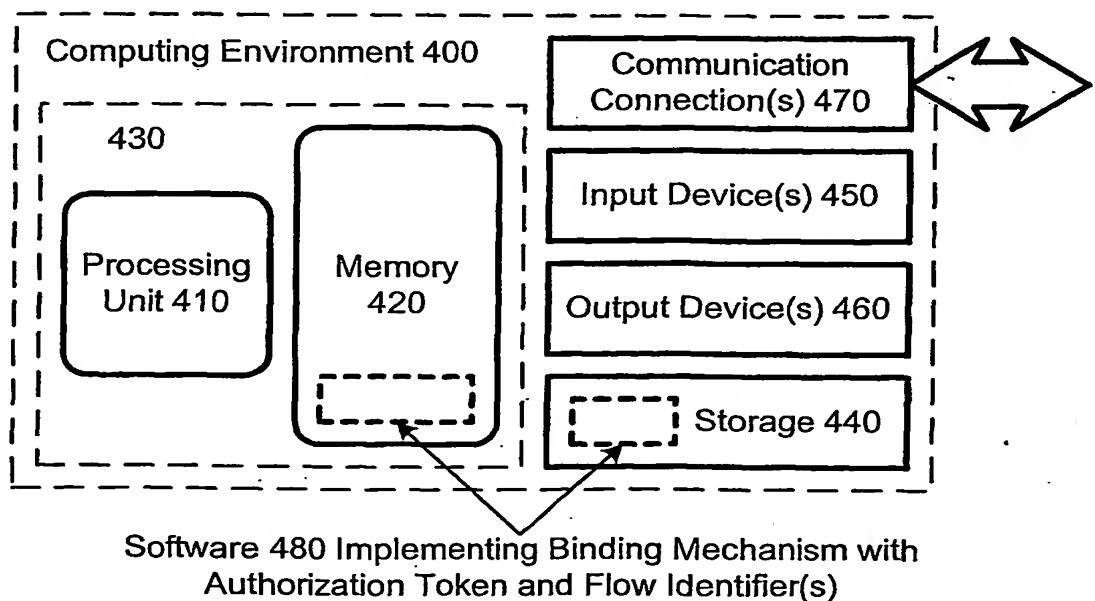 Computing Environment 400
Communication
Connection(s) 470
430
Input Device(s) 450
Processing
Unit 410
Memory
420
Output Device(s) 460
Storage 440
Software 480 Implementing Binding Mechanism with
Authorization Token and Flow Identifier(s)